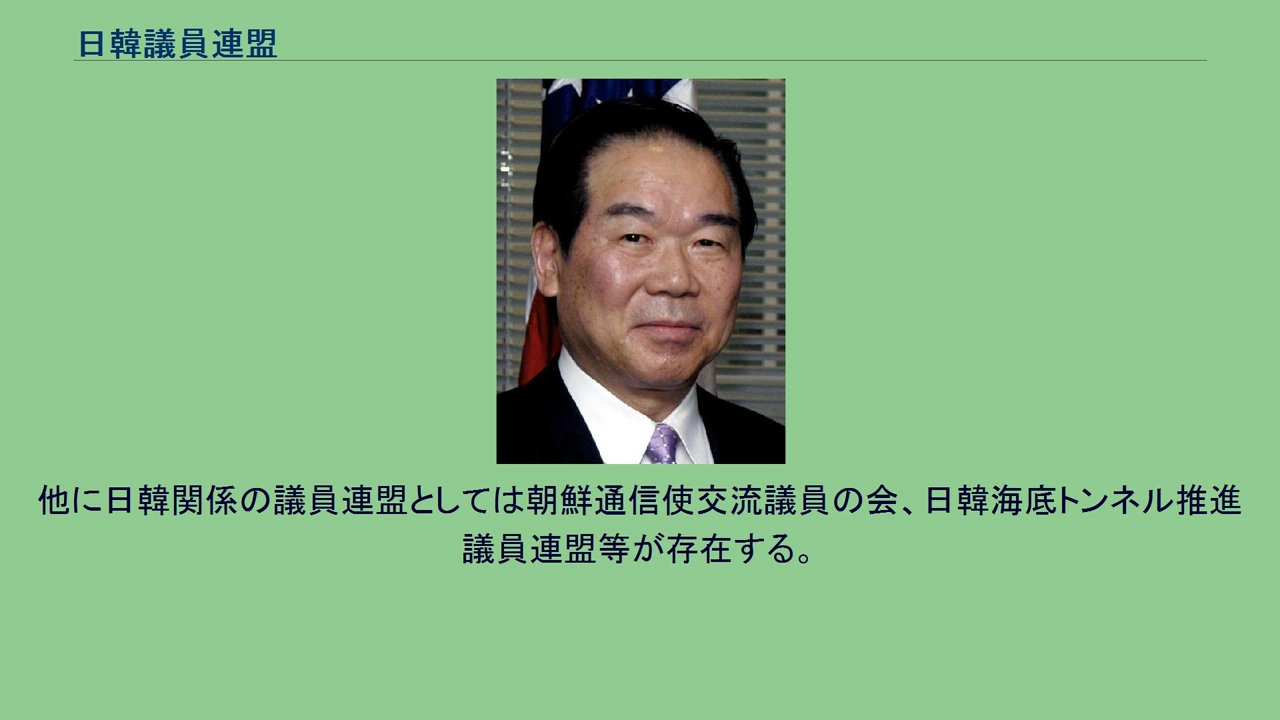 日韓議員連盟
他に日韓関係の議員連盟としては朝鮮通信使交流議員の会、日韓海底トンネル推進
議員連盟等が存在する。